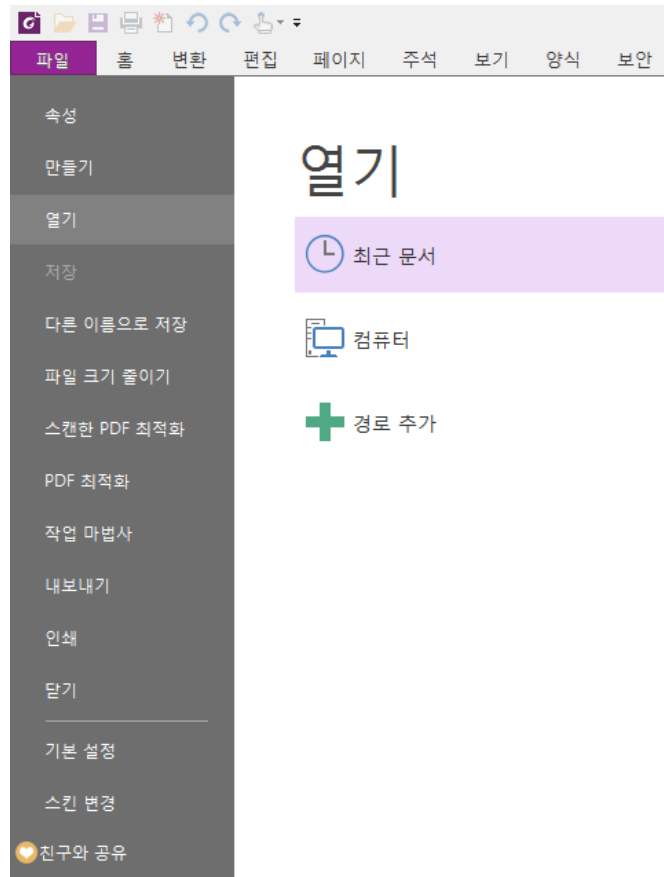 파일 홈 변환 편집 페이지 주석 보기 양식 보안
속성
만들기
열기
저장
다른 이름으로 저장
파일 크기 줄이기
스캔한 PDF 최적화
PDF 최적화
작업 마법사
내보내기
인쇄
닫기
기본 설정
스킨 변경
친구와 공유
열기
최근 문서
컴퓨터
경로 추가